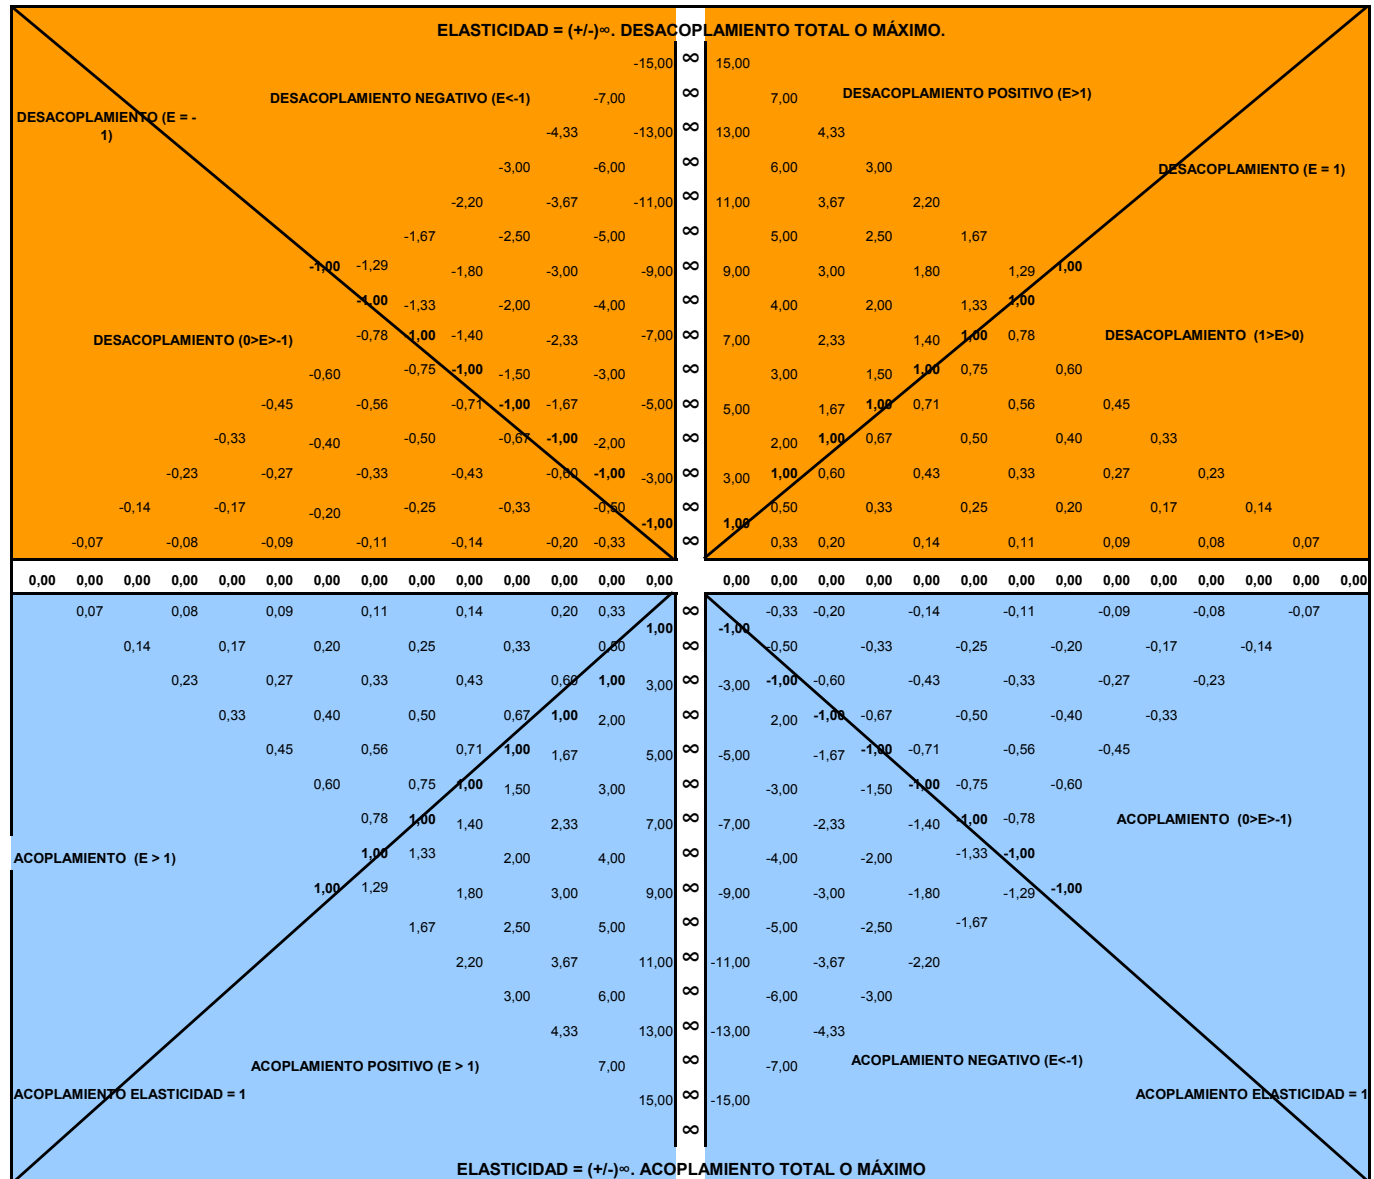 ELASTICIDAD = (+/-)∞. DESACOPLAMIENTO TOTAL O MÁXIMO.
-15,00 ∞ 15,00
DESACOPLAMIENTO NEGATIVO (E<-1) -7,00 ∞ 7,00 DESACOPLAMIENTO POSITIVO (E>1)
DESACOPLAMIENTO (E = -
1) -4,33 -13,00 ∞ 13,00 4,33
-3,00 -6,00 ∞ 6,00 3,00 DESACOPLAMIENTO (E = 1)
-2,20 -3,67 -11,00 ∞ 11,00 3,67 2,20
-1,67 -2,50 -5,00 ∞ 5,00 2,50 1,67
-1,00 -1,29 -1,80 -3,00 -9,00 ∞ 9,00 3,00 1,80 1,29 1,00
-1,00 -1,33 -2,00 -4,00 ∞ 4,00 2,00 1,33 1,00
DESACOPLAMIENTO (0>E>-1) -0,78 -1,00 -1,40 -2,33 -7,00 ∞ 7,00 2,33 1,40 1,00 0,78 DESACOPLAMIENTO (1>E>0)
-0,60 -0,75 -1,00 -1,50 -3,00 ∞ 3,00 1,50 1,00 0,75 0,60
-0,45 -0,56 -0,71 -1,00 -1,67 -5,00 ∞ 5,00 1,67 1,00 0,71 0,56 0,45
-0,33 -0,40 -0,50 -0,67 -1,00 -2,00 ∞ 2,00 1,00 0,67 0,50 0,40 0,33
-0,23 -0,27 -0,33 -0,43 -0,60 -1,00 -3,00 ∞ 3,00 1,00 0,60 0,43 0,33 0,27 0,23
-0,14 -0,17 -0,20 -0,25 -0,33 -0,50 -1,00 ∞ 1,00 0,50 0,33 0,25 0,20 0,17 0,14
-0,07 -0,08 -0,09 -0,11 -0,14 -0,20 -0,33 ∞ 0,33 0,20 0,14 0,11 0,09 0,08 0,07
0,00 0,00 0,00 0,00 0,00 0,00 0,00 0,00 0,00 0,00 0,00 0,00 0,00 0,00 0,00 0,00 0,00 0,00 0,00 0,00 0,00 0,00 0,00 0,00 0,00 0,00 0,00 0,00
0,07 0,08 0,09 0,11 0,14 0,20 0,33 1,00 ∞ -1,00 -0,33 -0,20 -0,14 -0,11 -0,09 -0,08 -0,07
0,14 0,17 0,20 0,25 0,33 0,50 ∞ -0,50 -0,33 -0,25 -0,20 -0,17 -0,14
0,23 0,27 0,33 0,43 0,60 1,00 3,00 ∞ -3,00 -1,00 -0,60 -0,43 -0,33 -0,27 -0,23
0,33 0,40 0,50 0,67 1,00 2,00 ∞ 2,00 -1,00 -0,67 -0,50 -0,40 -0,33
0,45 0,56 0,71 1,00 1,67 5,00 ∞ -5,00 -1,67 -1,00 -0,71 -0,56 -0,45
0,60 0,75 1,00 1,50 3,00 ∞ -3,00 -1,50 -1,00 -0,75 -0,60
0,78 1,00 1,40 2,33 7,00 ∞ -7,00 -2,33 -1,40 -1,00 -0,78 ACOPLAMIENTO (0>E>-1)
ACOPLAMIENTO (E > 1) 1,00 1,33 2,00 4,00 ∞ -4,00 -2,00 -1,33 -1,00
1,00 1,29 1,80 3,00 9,00 ∞ -9,00 -3,00 -1,80 -1,29 -1,00
1,67 2,50 5,00 ∞ -5,00 -2,50 -1,67
2,20 3,67 11,00 ∞ -11,00 -3,67 -2,20
3,00 6,00 ∞ -6,00 -3,00
4,33 13,00 ∞ -13,00 -4,33
ACOPLAMIENTO POSITIVO (E > 1) 7,00 ∞ -7,00 ACOPLAMIENTO NEGATIVO (E<-1)
ACOPLAMIENTO ELASTICIDAD = 1 15,00 ∞ -15,00 ACOPLAMIENTO ELASTICIDAD = 1
∞
ELASTICIDAD = (+/-)∞. ACOPLAMIENTO TOTAL O MÁXIMO